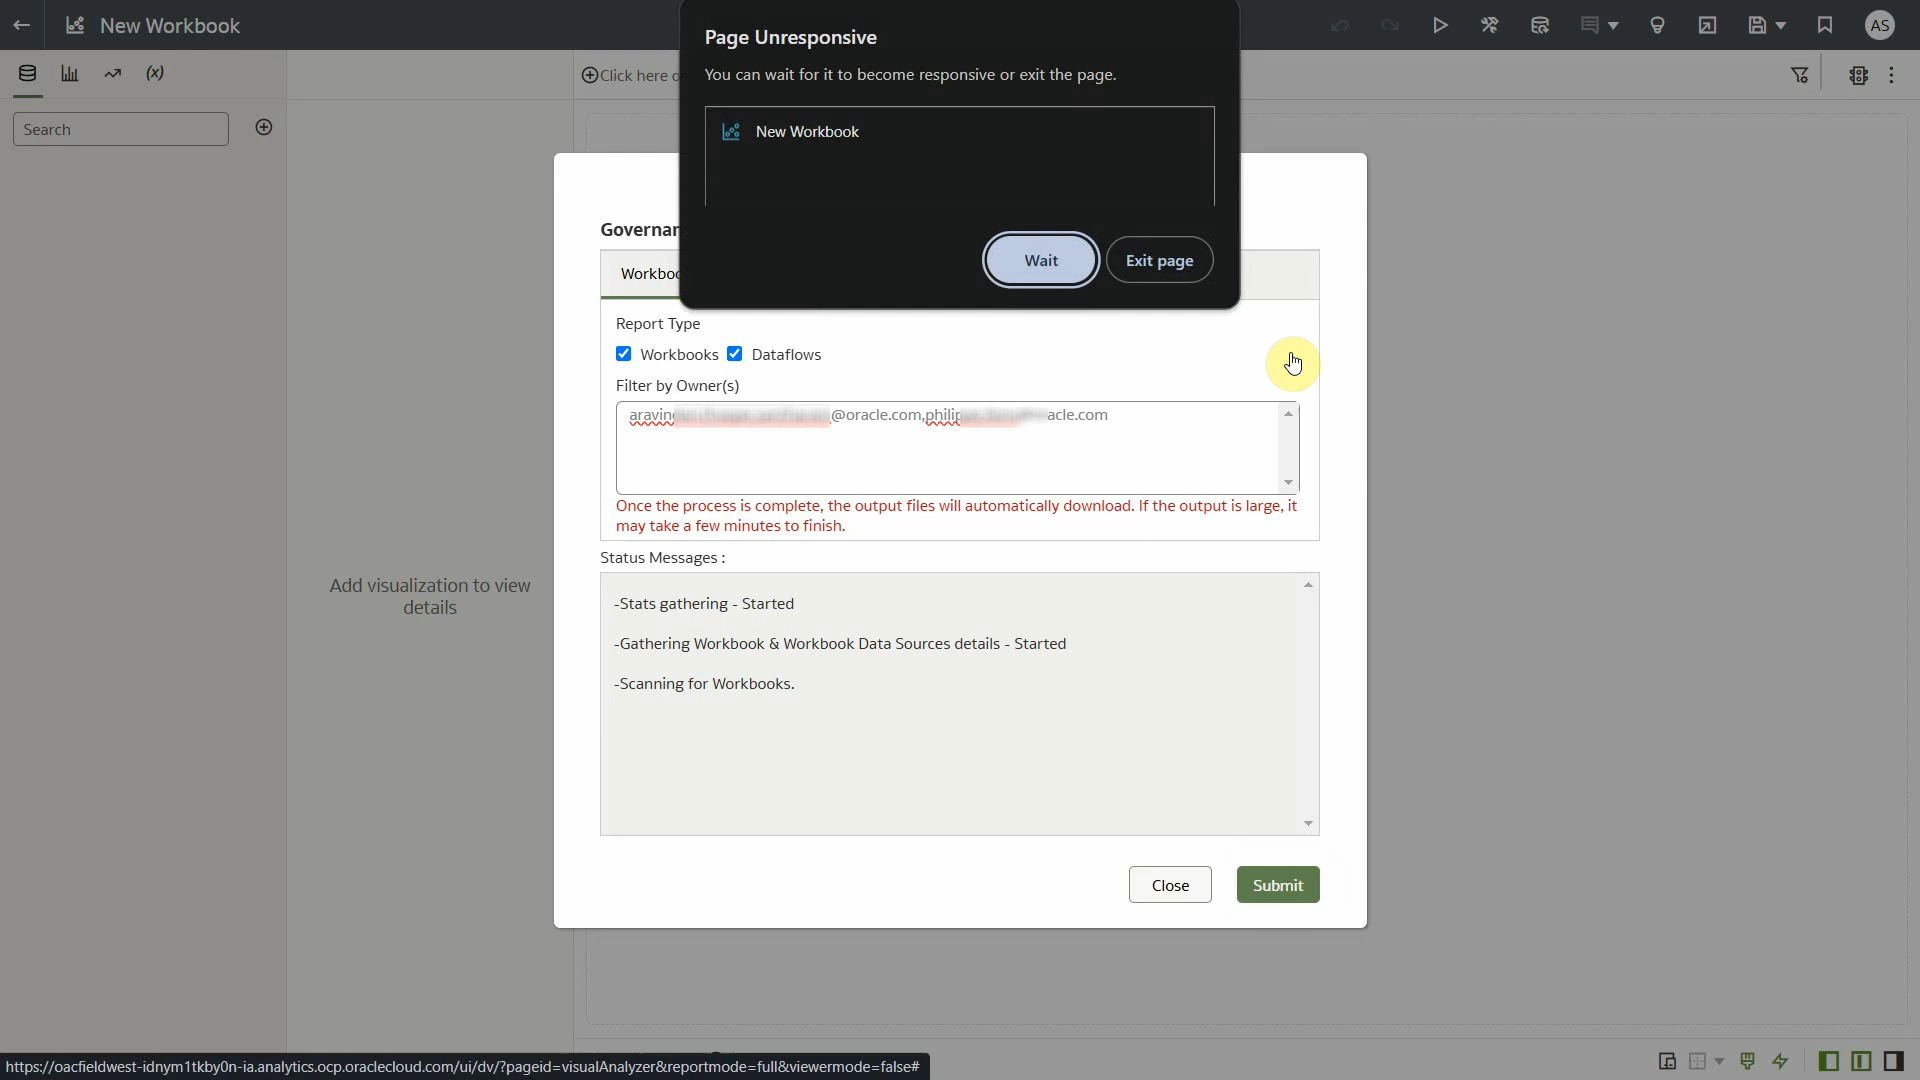 New Workbook
AS
Page Unresponsive
You can wait for it to become responsive or exit the page.
New Workbook
Wait
Exit page
(x)
Click here o
Search
Governan
Workboo
Report Type
Workbooks
Dataflows
Filter by Owner(s)
@oracle.com,
Once the process is complete, the output files will automatically download. If the output is large, it
may take a few minutes to finish.
Status Messages :
-Stats gathering - Started
-Gathering Workbook & Workbook Data Sources details - Started
-Scanning for Workbooks.
Add visualization to view
details
Close
Submit
https://oacfieldwest-idnym1tkby0n-ia.analytics.ocp.oraclecloud.com/ui/dv/?pageid=visualAnalyzer&reportmode=full&viewermode=false#